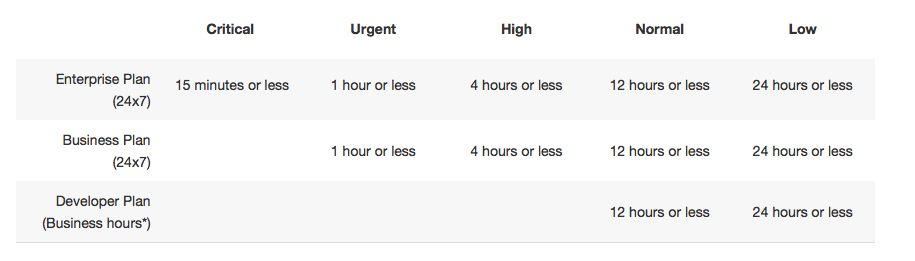 Critical Urgent High Normal Low
Enterprise Plan
(24x7) 15 minutes or less 1 hour or less 4 hours or less 12 hours or less 24 hours or less
Business Plan
(24x7) 1 hour or less 4 hours or less 12 hours or less 24 hours or less
Developer Plan
(Business hours*) 12 hours or less 24 hours or less